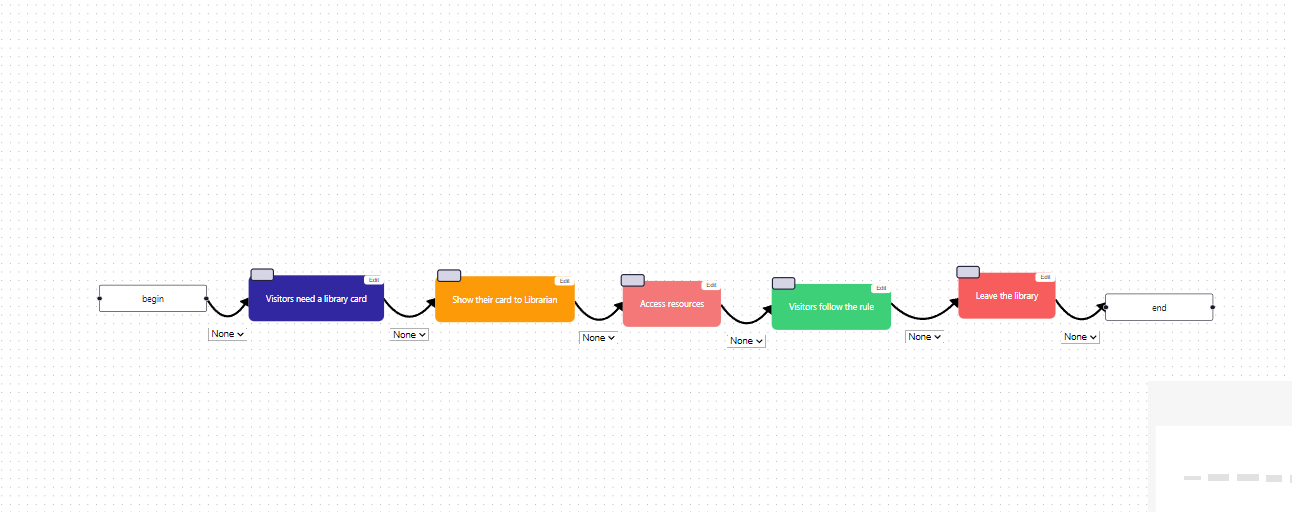 begin
Edit
Visitors need a library card
Edit
Show their card to Librarian
Edit
Access resources
Edit
Visitors follow the rule
Edit
Leave the library
end
None
None
None
None
None
None